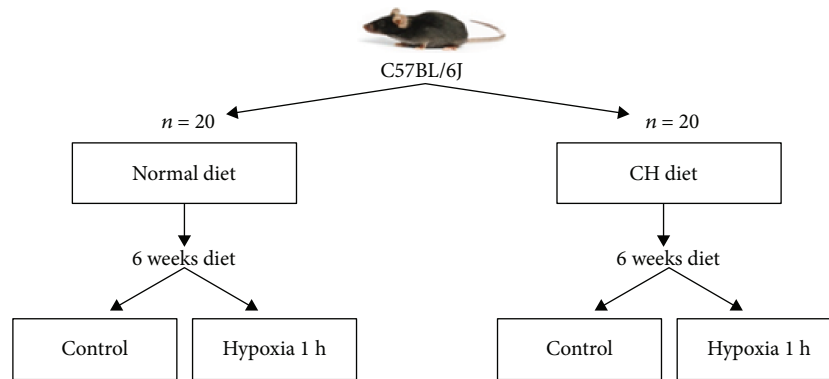 C57BL/6J
n = 20
n = 20
Normal diet
CH diet
6 weeks diet
6 weeks diet
Control
Hypoxia 1 h
Control
Hypoxia 1 h